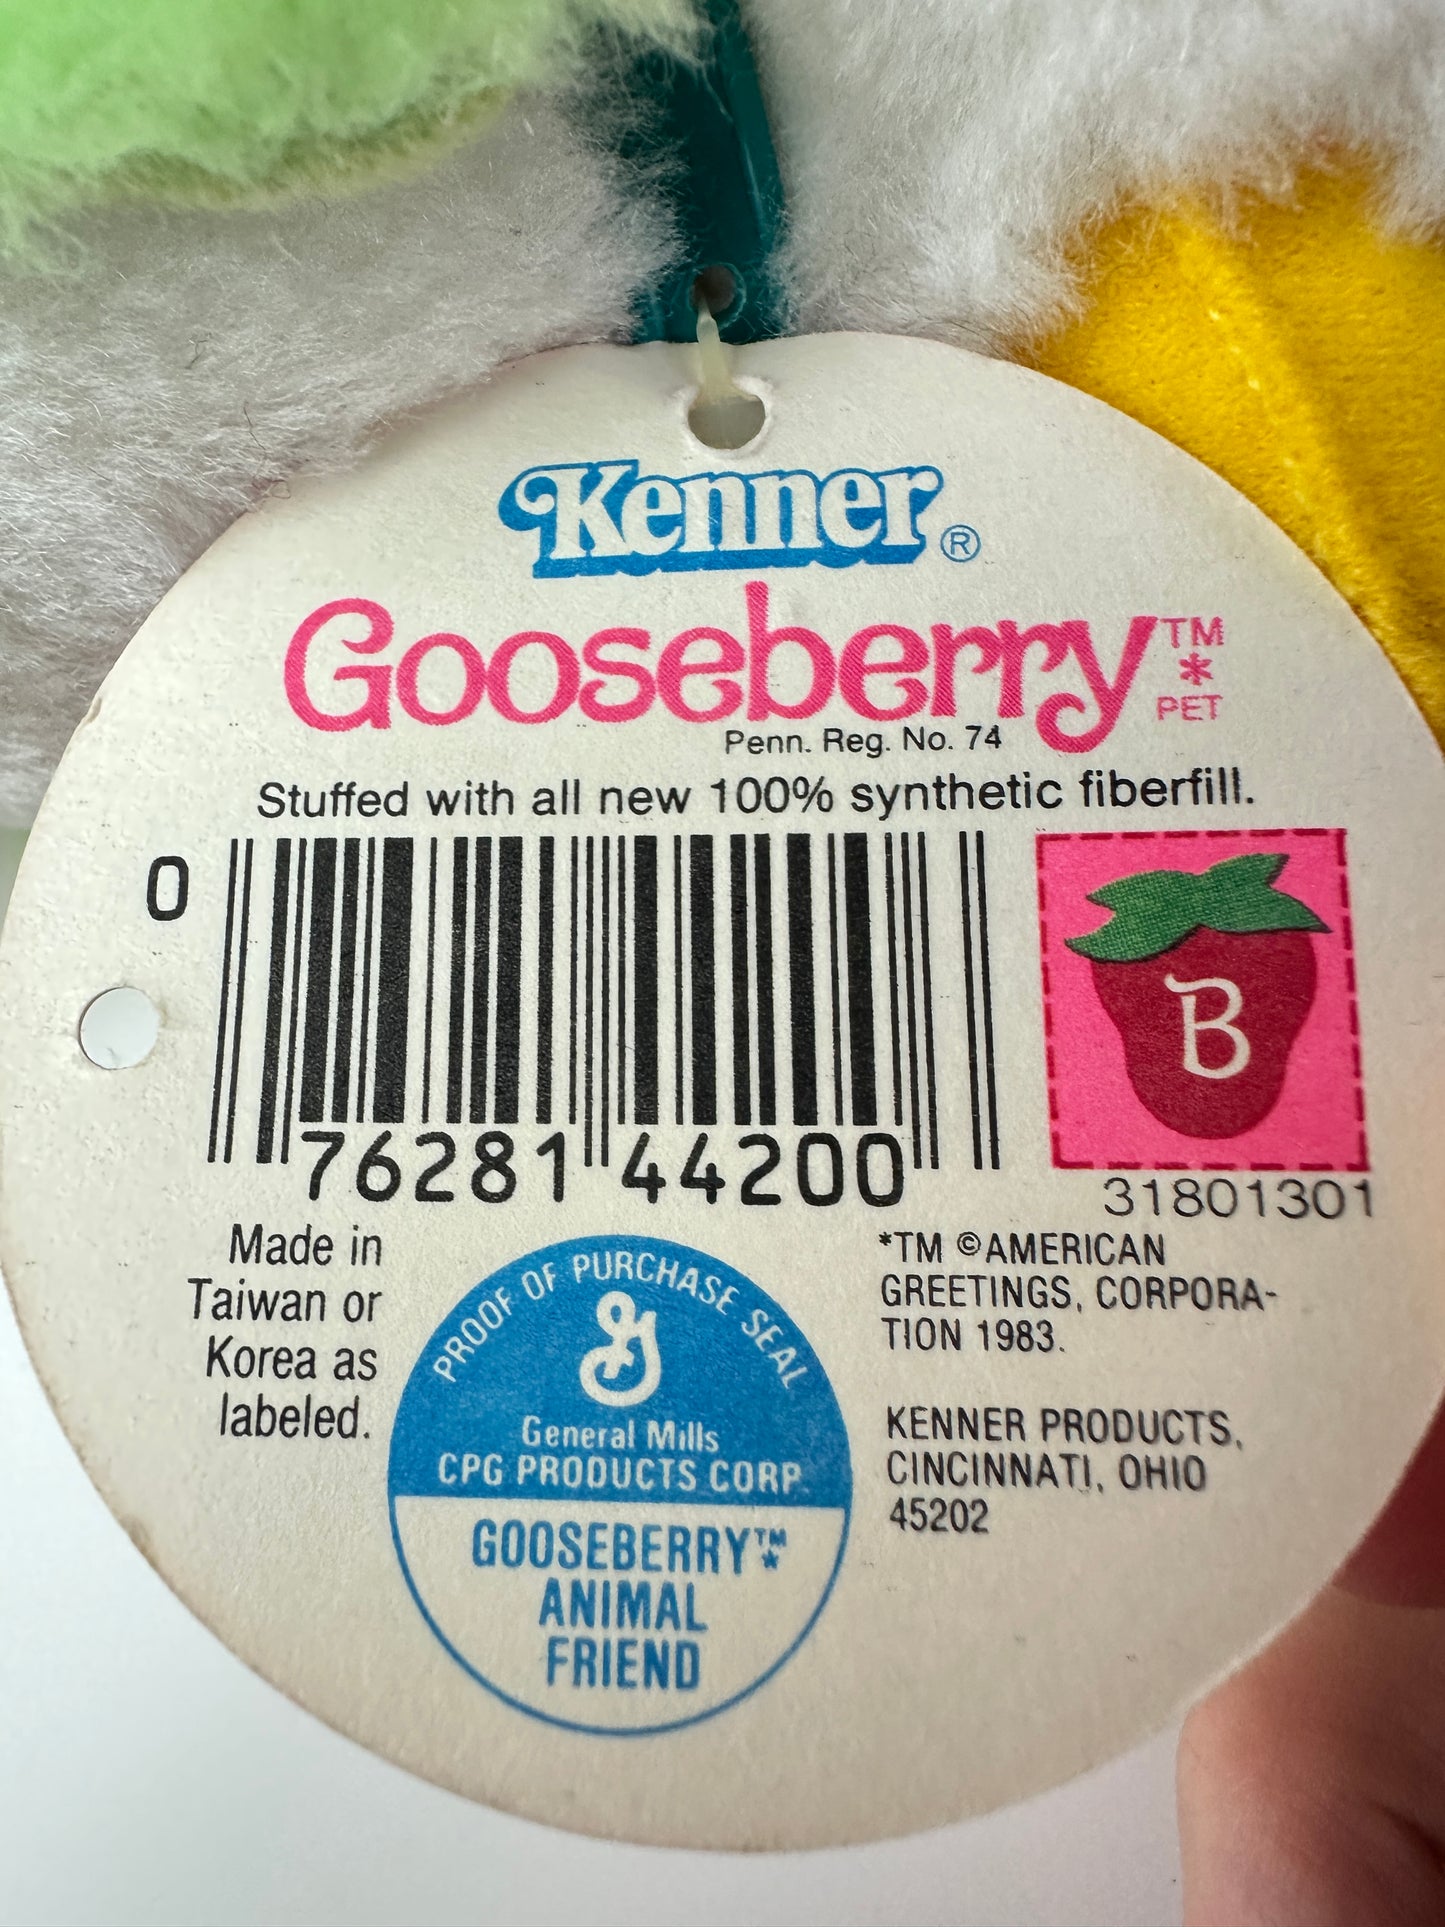 Kenner®
Gooseberry™
*
PET
Penn. Reg. No. 74
Stuffed with all new 100% synthetic fiberfill.
0
76281 44200
B
31801301
Made in
Taiwan or
Korea as
labeled.
PROOF OF PURCHASE SEAL
G
General Mills
CPG PRODUCTS CORP.
GOOSEBERRY™*
ANIMAL
FRIEND
*TM ©AMERICAN
GREETINGS, CORPORA-
TION 1983.
KENNER PRODUCTS,
CINCINNATI, OHIO
45202